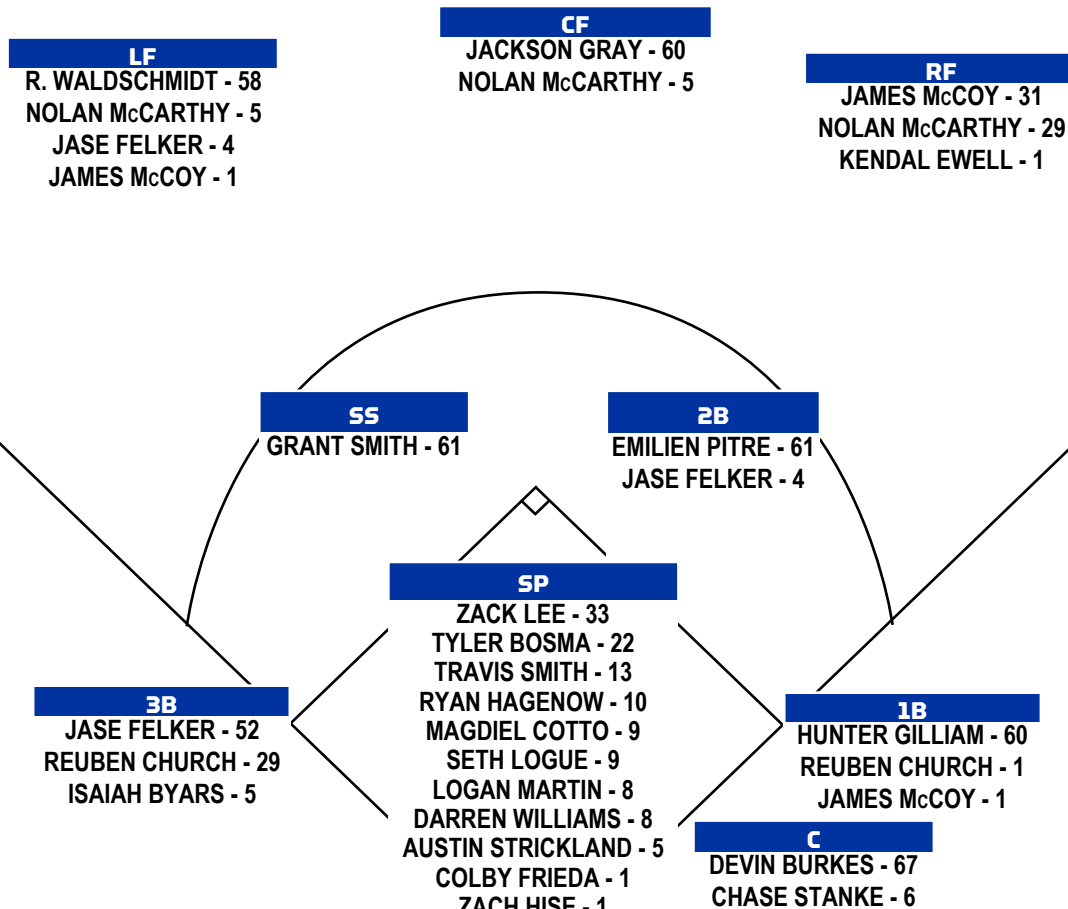 LF
R. WALDSCHMIDT - 58
NOLAN McCARTHY - 5
JASE FELKER - 4
JAMES McCOY - 1
CF
JACKSON GRAY - 60
NOLAN McCARTHY - 5
RF
JAMES McCOY - 31
NOLAN McCARTHY - 29
KENDAL EWELL - 1
SS
GRANT SMITH - 61
2B
EMILIEN PITRE - 61
JASE FELKER - 4
SP
ZACK LEE - 33
TYLER BOSMA - 22
TRAVIS SMITH - 13
RYAN HAGENOW - 10
MAGDIEL COTTO - 9
SETH LOGUE - 9
LOGAN MARTIN - 8
DARREN WILLIAMS - 8
AUSTIN STRICKLAND - 5
COLBY FRIEDA - 1
ZACH HISE - 1
3B
JASE FELKER - 52
REUBEN CHURCH - 29
ISAIAH BYARS - 5
1B
HUNTER GILLIAM - 60
REUBEN CHURCH - 1
JAMES McCOY - 1
C
DEVIN BURKES - 67
CHASE STANKE - 6